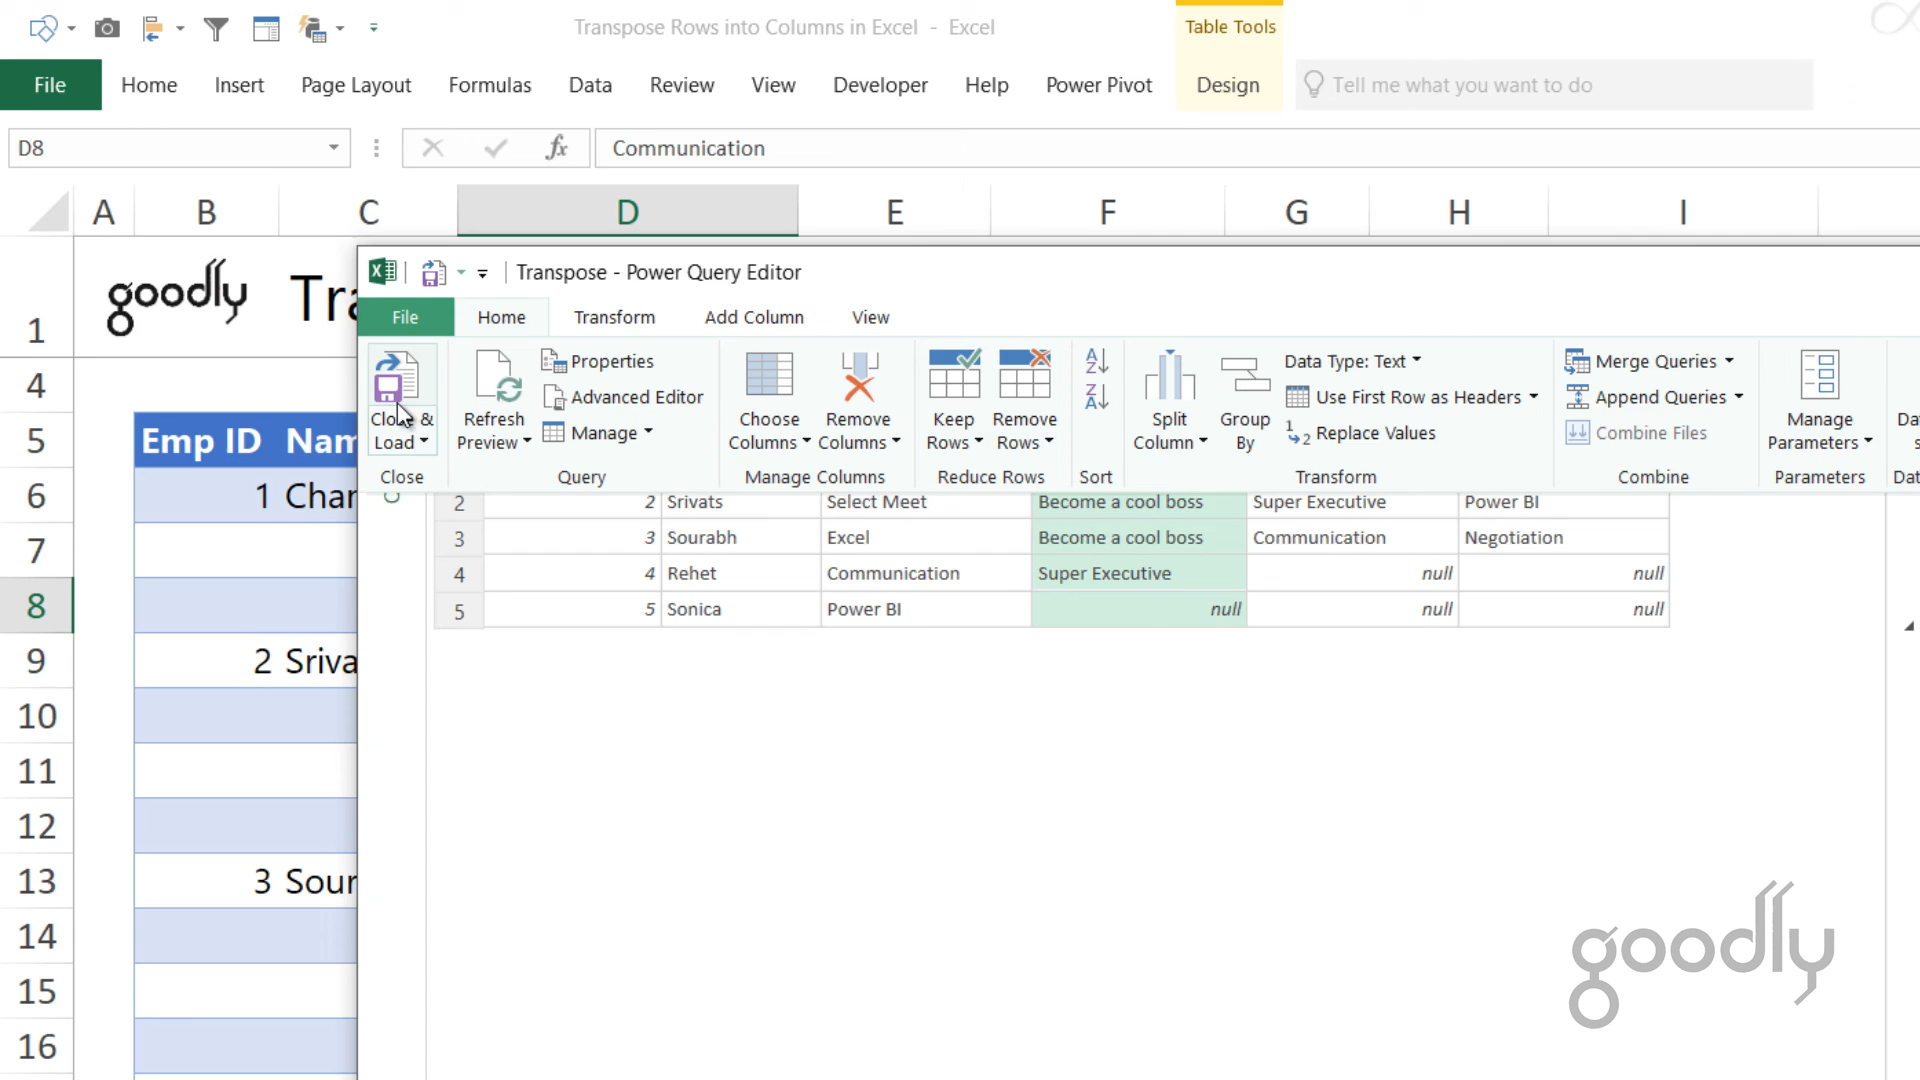 Transpose Rows into Columns in Excel - Excel
Table Tools
File Home Insert Page Layout Formulas Data Review View Developer Help Power Pivot Design Tell me what you want to do
D8 fx Communication
A B C D E F G H I
goodly Tra
Transpose - Power Query Editor
File Home Transform Add Column View
Close & Load
Refresh Preview
Properties
Advanced Editor
Manage
Choose Columns
Remove Columns
Keep Rows
Remove Rows
A Z
Z A
Split Column
Group By
Data Type: Text
Use First Row as Headers
1 2 Replace Values
Merge Queries
Append Queries
Combine Files
Manage Parameters
Close Query Manage Columns Reduce Rows Sort Transform Combine Parameters
2 2 Srivats Select Meet Become a cool boss Super Executive Power BI
3 3 Sourabh Excel Become a cool boss Communication Negotiation
4 4 Rehet Communication Super Executive null null
5 5 Sonica Power BI null null null
1
4
5 Emp ID Nam
6 1 Char
7
8
9 2 Sriva
10
11
12
13 3 Sour
14
15
16
goodly